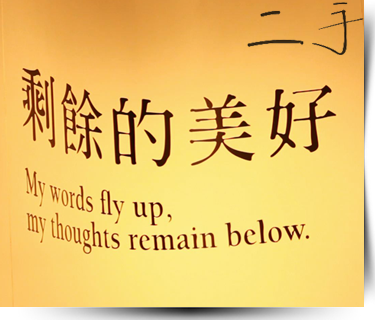 二手
剩餘的美好
My words fly up,
my thoughts remain below.